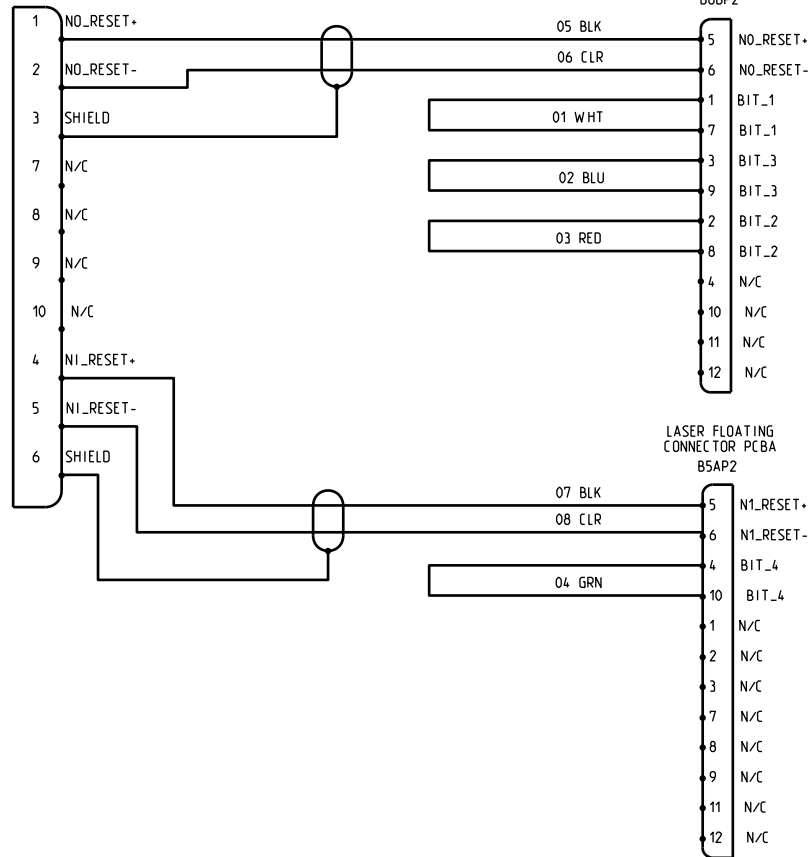 1 NO_RESET+
2 NO_RESET-
3 SHIELD
7 N/C
8 N/C
9 N/C
10 N/C
4 NI_RESET+
5 NI_RESET-
6 SHIELD
05 BLK
06 CLR
01 WHT
02 BLU
03 RED
5 NO_RESET+
6 NO_RESET-
1 BIT_1
7 BIT_1
3 BIT_3
9 BIT_3
2 BIT_2
8 BIT_2
4 N/C
10 N/C
11 N/C
12 N/C
LASER FLOATING
CONNECTOR PCBA
B5AP2
07 BLK
08 CLR
04 GRN
5 N1_RESET+
6 N1_RESET-
4 BIT_4
10 BIT_4
1 N/C
2 N/C
3 N/C
7 N/C
8 N/C
9 N/C
11 N/C
12 N/C